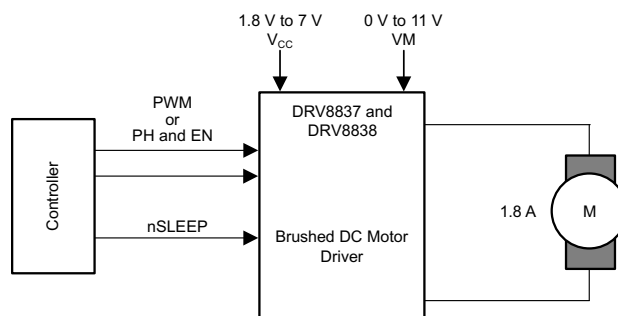 1.8 V to 7 V
VCC
0 V to 11 V
VM
PWM
or
PH and EN
DRV8837 and
DRV8838
Controller
1.8 A
M
nSLEEP
Brushed DC Motor
Driver